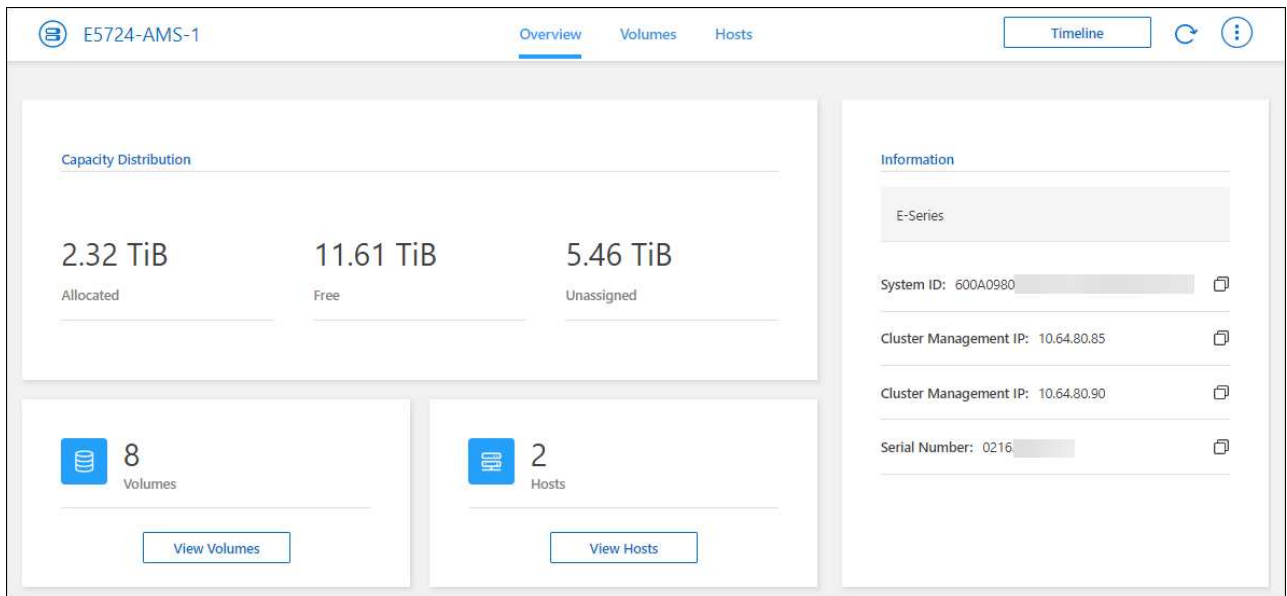 E5724-AMS-1
Overview
Volumes
Hosts
Timeline
Capacity Distribution
2.32 TiB
Allocated
11.61 TiB
Free
5.46 TiB
Unassigned
8
Volumes
View Volumes
2
Hosts
View Hosts
Information
E-Series
System ID: 600A0980
Cluster Management IP: 10.64.80.85
Cluster Management IP: 10.64.80.90
Serial Number: 0216